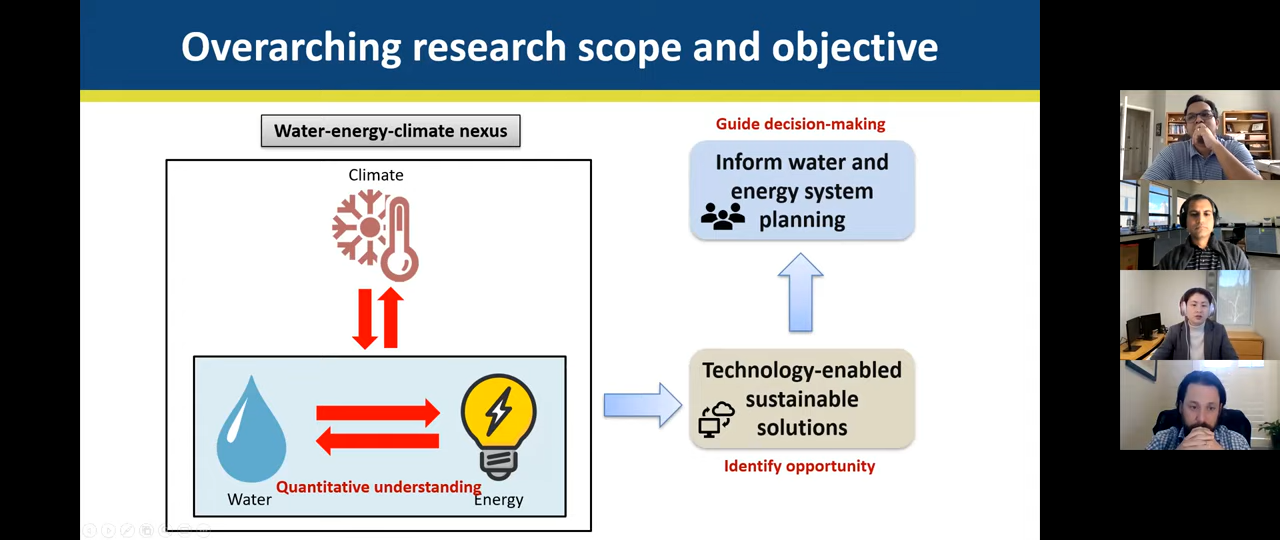 Overarching research scope and objective
Water-energy-climate nexus
Climate
Water
Quantitative understanding
Energy
Guide decision-making
Inform water and
energy system
planning
Technology-enabled
sustainable
solutions
Identify opportunity